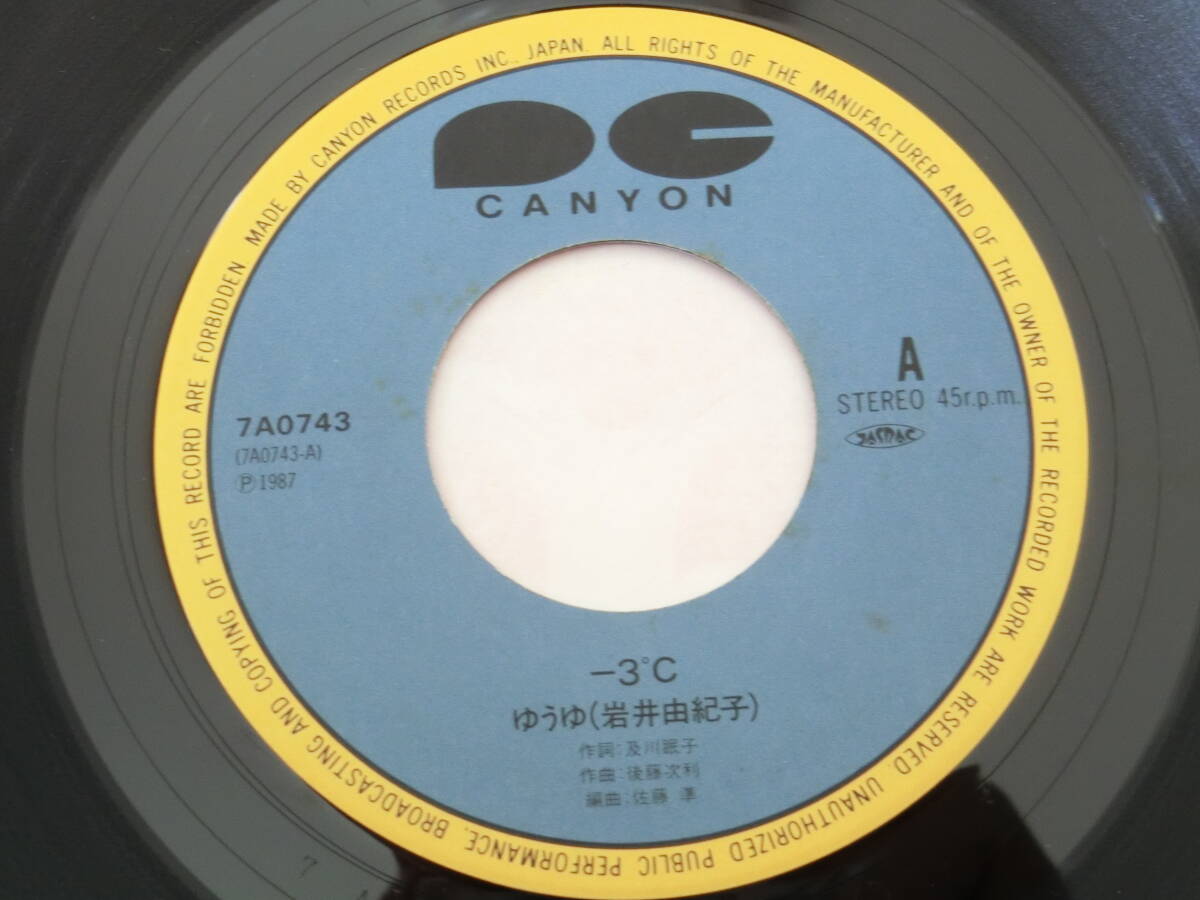 MADE BY CANYON RECORDS INC., JAPAN. ALL RIGHTS OF THE MANUFACTURER AND OF THE OWNER OF THE RECORDED WORK ARE RESERVED. UNAUTHORIZED PUBLIC PERFORMANCE, BROADCASTING AND COPYING OF THIS RECORD ARE FORBIDDEN
PC
CANYON
A
STEREO 45r.p.m.
JASRAC
7A0743
(7A0743-A)
Ⓟ1987
−3℃
ゆうゆ(岩井由紀子)
作詞:及川眠子
作曲:後藤次利
編曲:佐藤 準
7